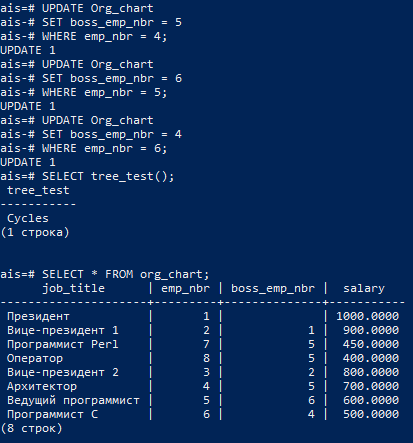 ais=# UPDATE Org_chart
ais-# SET boss_emp_nbr = 5
ais-# WHERE emp_nbr = 4;
UPDATE 1
ais=# UPDATE Org_chart
ais-# SET boss_emp_nbr = 6
ais-# WHERE emp_nbr = 5;
UPDATE 1
ais=# UPDATE Org_chart
ais-# SET boss_emp_nbr = 4
ais-# WHERE emp_nbr = 6;
UPDATE 1
ais=# SELECT tree_test();
 tree_test
-----------
 Cycles
(1 строка)
ais=# SELECT * FROM org_chart;
      job_title      | emp_nbr | boss_emp_nbr |  salary
---------------------+---------+--------------+-----------
 Президент           |       1 |              | 1000.0000
 Вице-президент 1    |       2 |            1 |  900.0000
 Программист Perl    |       7 |            5 |  450.0000
 Оператор            |       8 |            5 |  400.0000
 Вице-президент 2    |       3 |            2 |  800.0000
 Архитектор          |       4 |            5 |  700.0000
 Ведущий программист |       5 |            6 |  600.0000
 Программист С       |       6 |            4 |  500.0000
(8 строк)